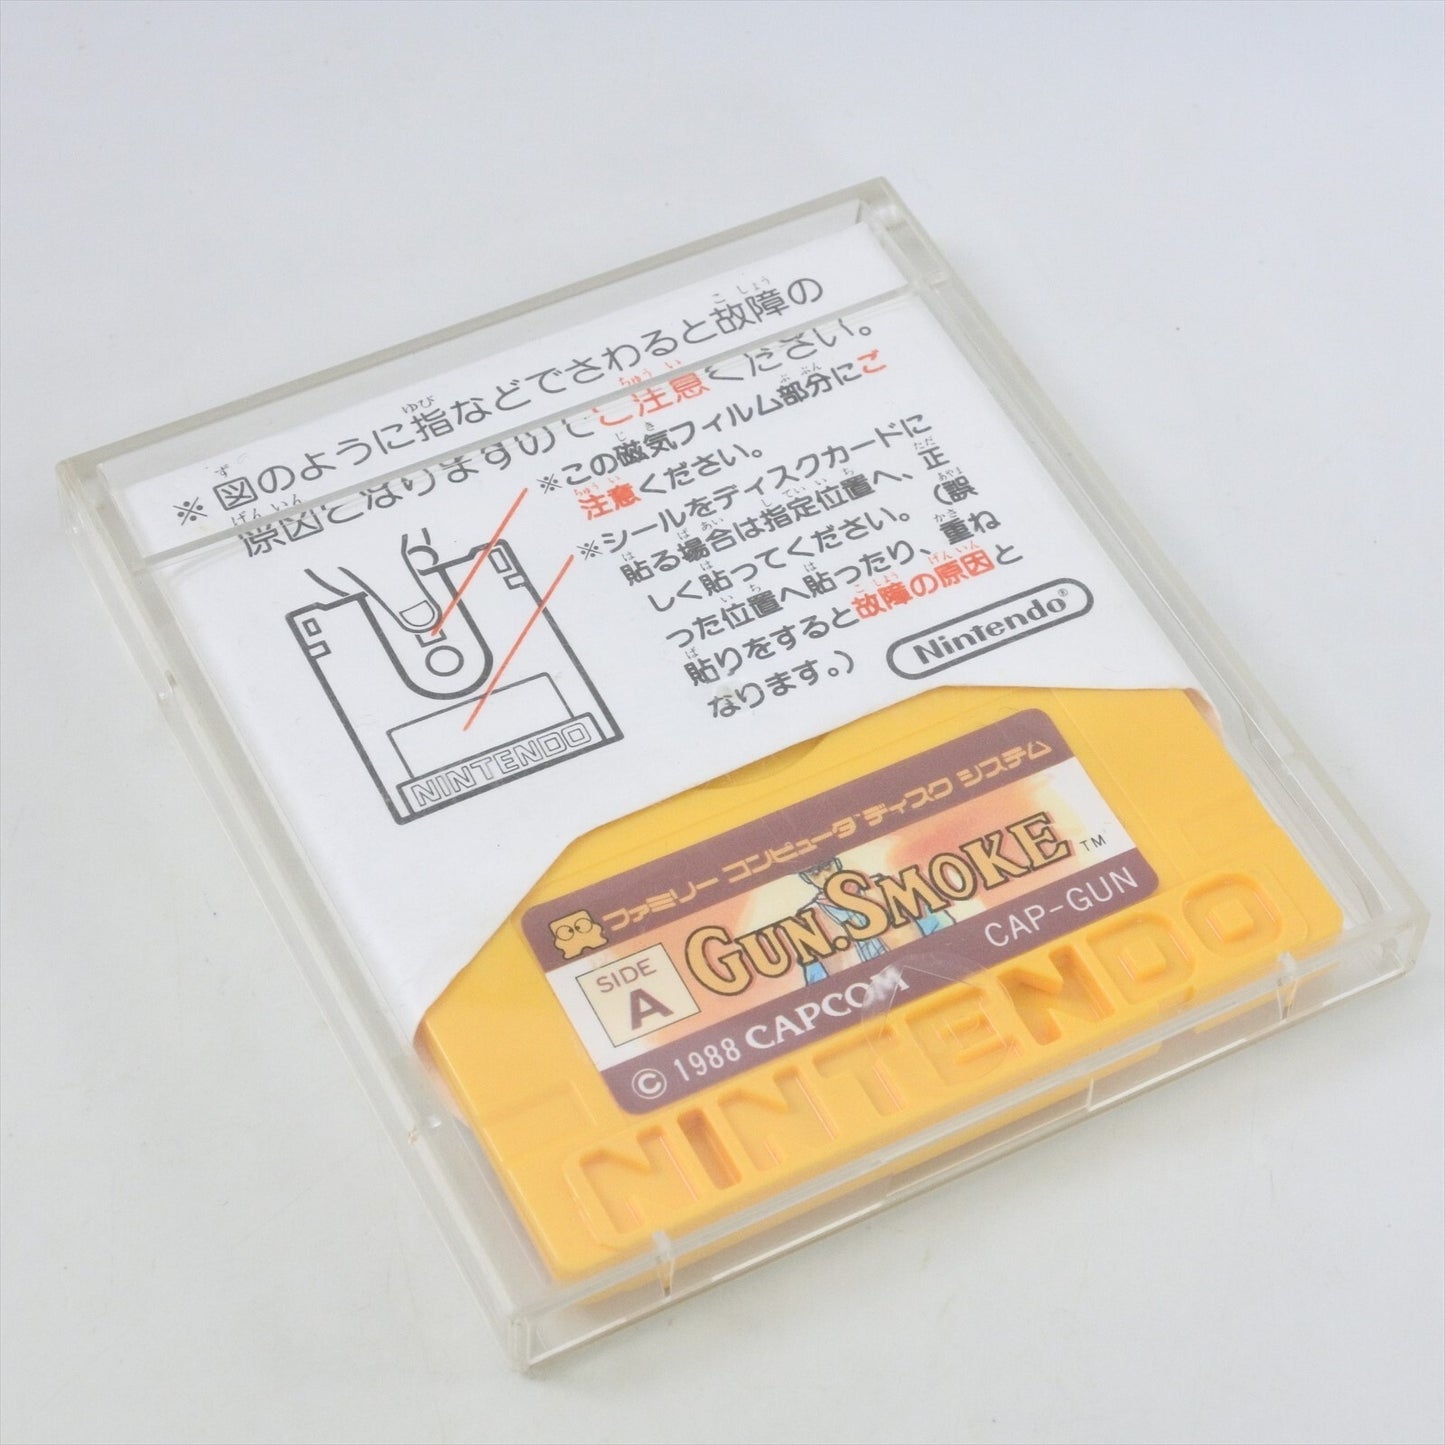 ※図のように指などでさわると故障の
原因となりますのでご注意ください。
※この磁気フィルム部分にご
注意ください。
※シールをディスクカードに
貼る場合は指定位置へ、正
しく貼ってください。(誤
った位置へ貼ったり、重ね
貼りをすると故障の原因と
なります。)
NINTENDO
Nintendo®
ファミリー コンピュータ ディスク システム
SIDE
A
GUN.SMOKE™
CAP-GUN
© 1988 CAPCOM
NINTENDO